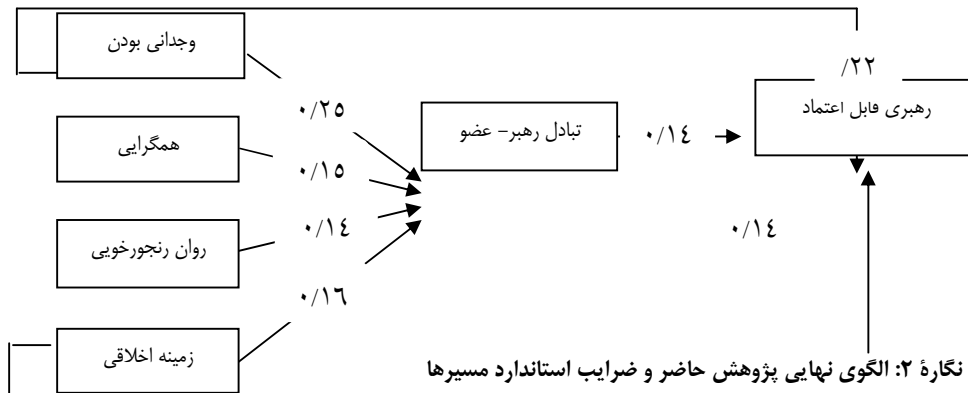 وجدانی بودن
/۲۲
رهبری قابل اعتماد
۰/۲۵
تبادل رهبر- عضو
۰/۱٤
همگرایی
۰/۱۵
روان رنجورخویی
۰/۱٤
۰/۱٤
۰/۱٦
زمینه اخلاقی
نگارۀ ۲: الگوی نهایی پژوهش حاضر و ضرایب استاندارد مسیرها